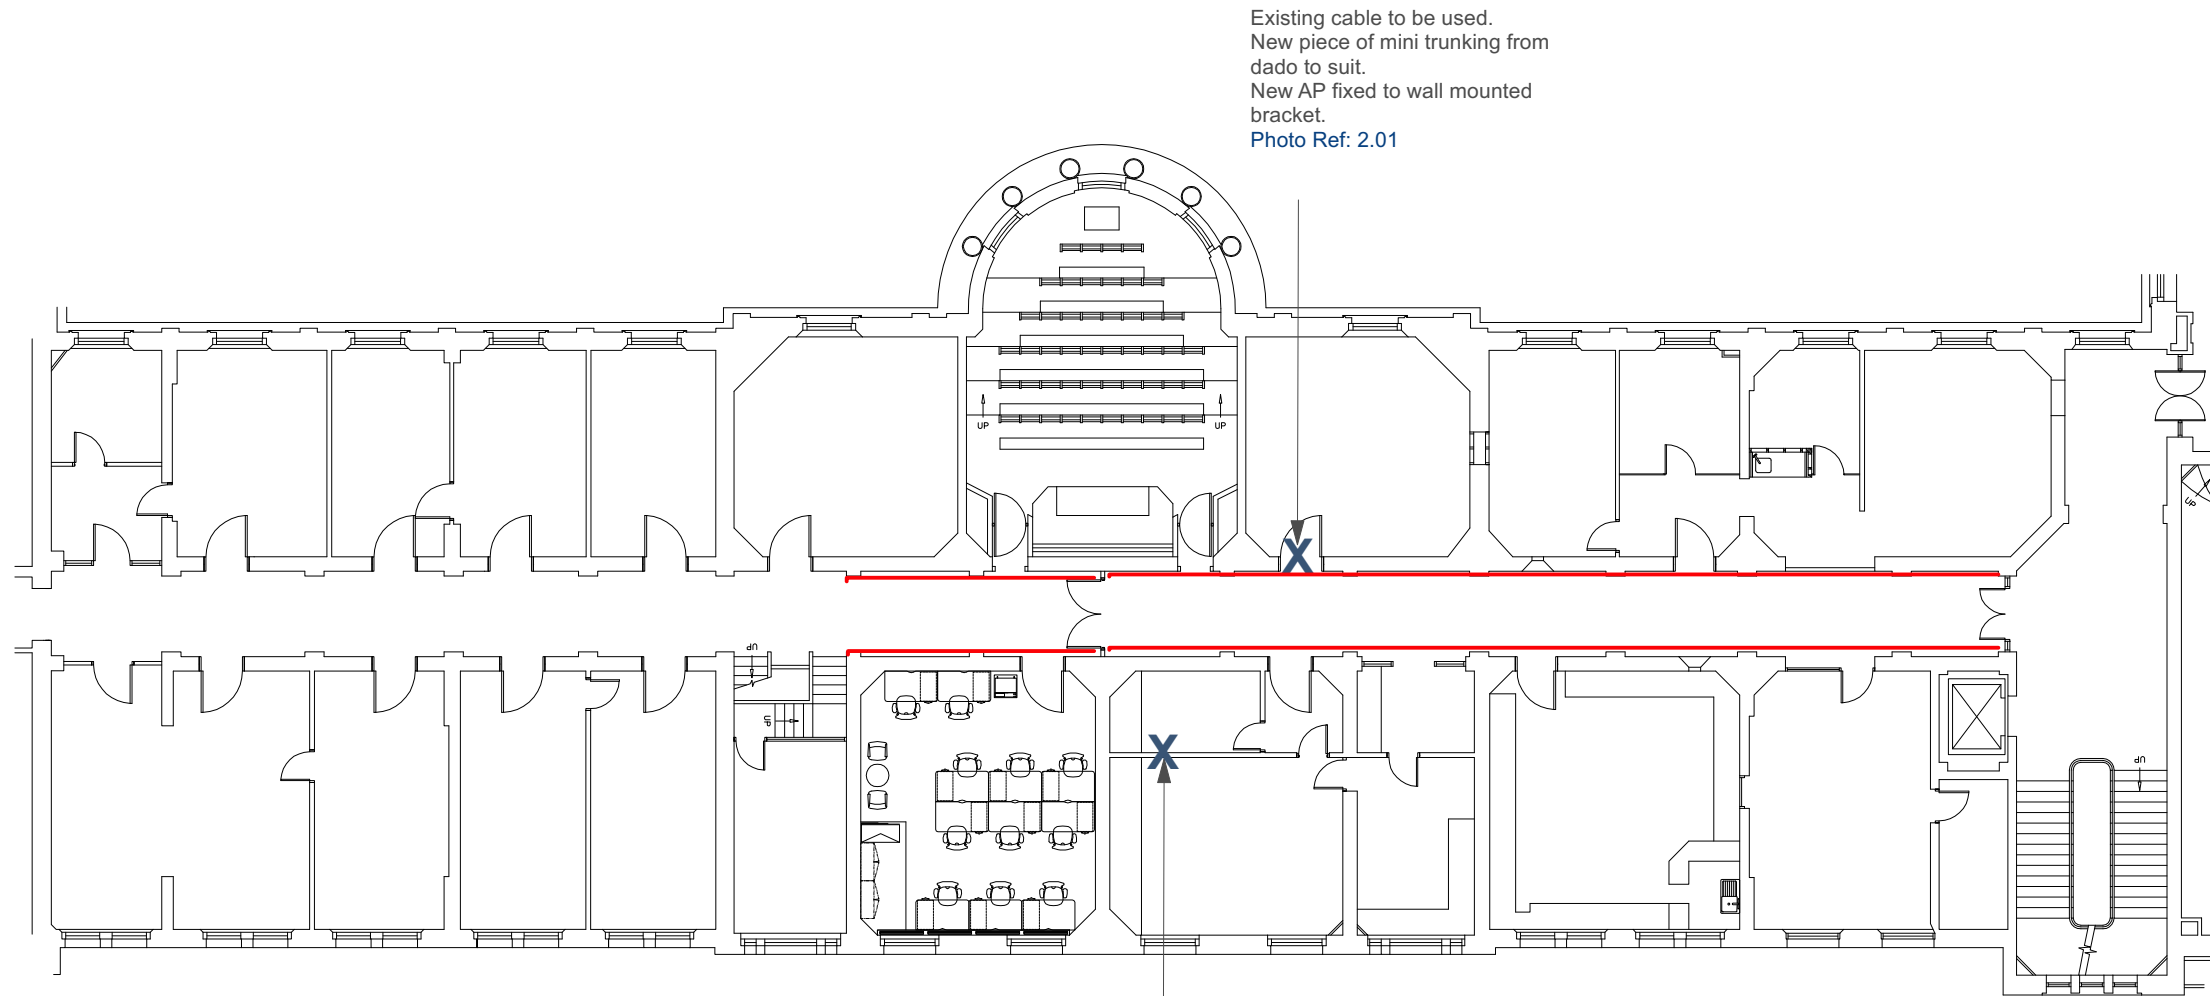 Existing cable to be used.
New piece of mini trunking from
dado to suit.
New AP fixed to wall mounted
bracket.
Photo Ref: 2.01
UP
UP
UP
UP
UP
UP
X
X